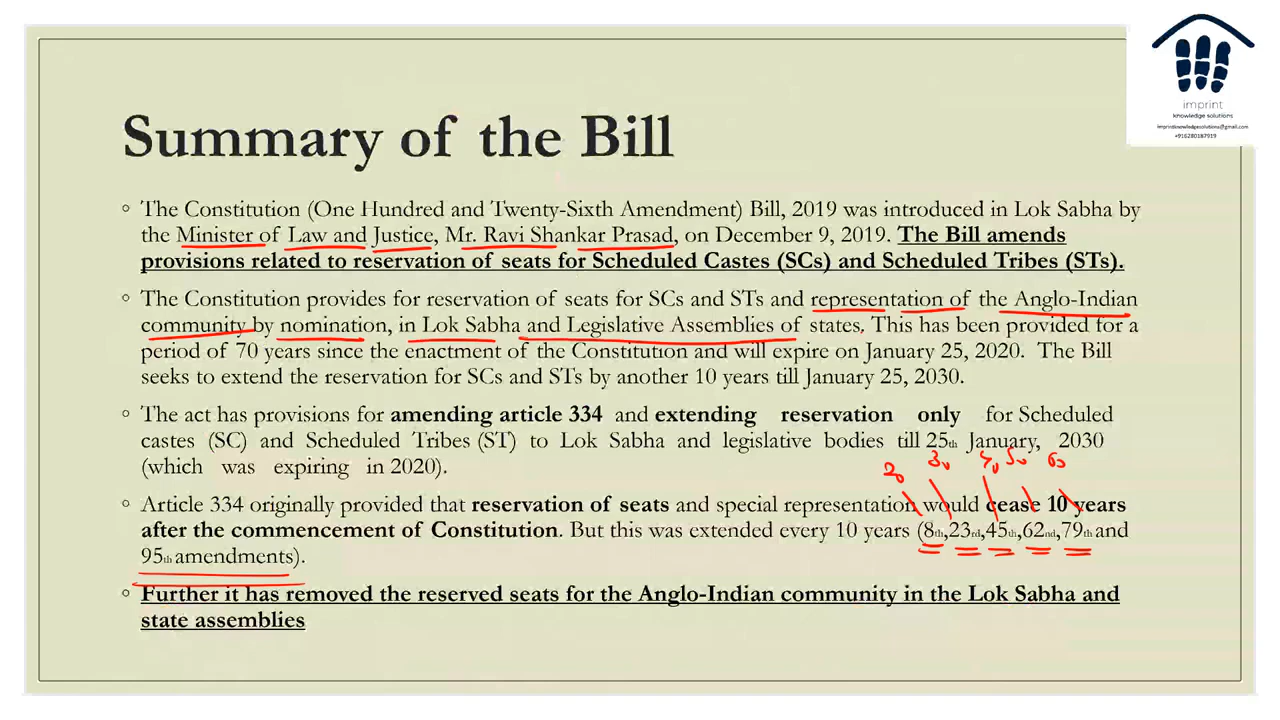 imprint
knowledge solutions
imprintknowledgesolutions@gmail.com
+916280187919
Summary of the Bill
◦ The Constitution (One Hundred and Twenty-Sixth Amendment) Bill, 2019 was introduced in Lok Sabha by
the Minister of Law and Justice, Mr. Ravi Shankar Prasad, on December 9, 2019. The Bill amends
provisions related to reservation of seats for Scheduled Castes (SCs) and Scheduled Tribes (STs).
◦ The Constitution provides for reservation of seats for SCs and STs and representation of the Anglo-Indian
community by nomination, in Lok Sabha and Legislative Assemblies of states. This has been provided for a
period of 70 years since the enactment of the Constitution and will expire on January 25, 2020. The Bill
seeks to extend the reservation for SCs and STs by another 10 years till January 25, 2030.
◦ The act has provisions for amending article 334 and extending reservation only for Scheduled
castes (SC) and Scheduled Tribes (ST) to Lok Sabha and legislative bodies till 25th January, 2030
(which was expiring in 2020).
20 30 40 50 60
◦ Article 334 originally provided that reservation of seats and special representation would cease 10 years
after the commencement of Constitution. But this was extended every 10 years (8th,23rd,45th,62nd,79th and
95th amendments).
◦ Further it has removed the reserved seats for the Anglo-Indian community in the Lok Sabha and
state assemblies